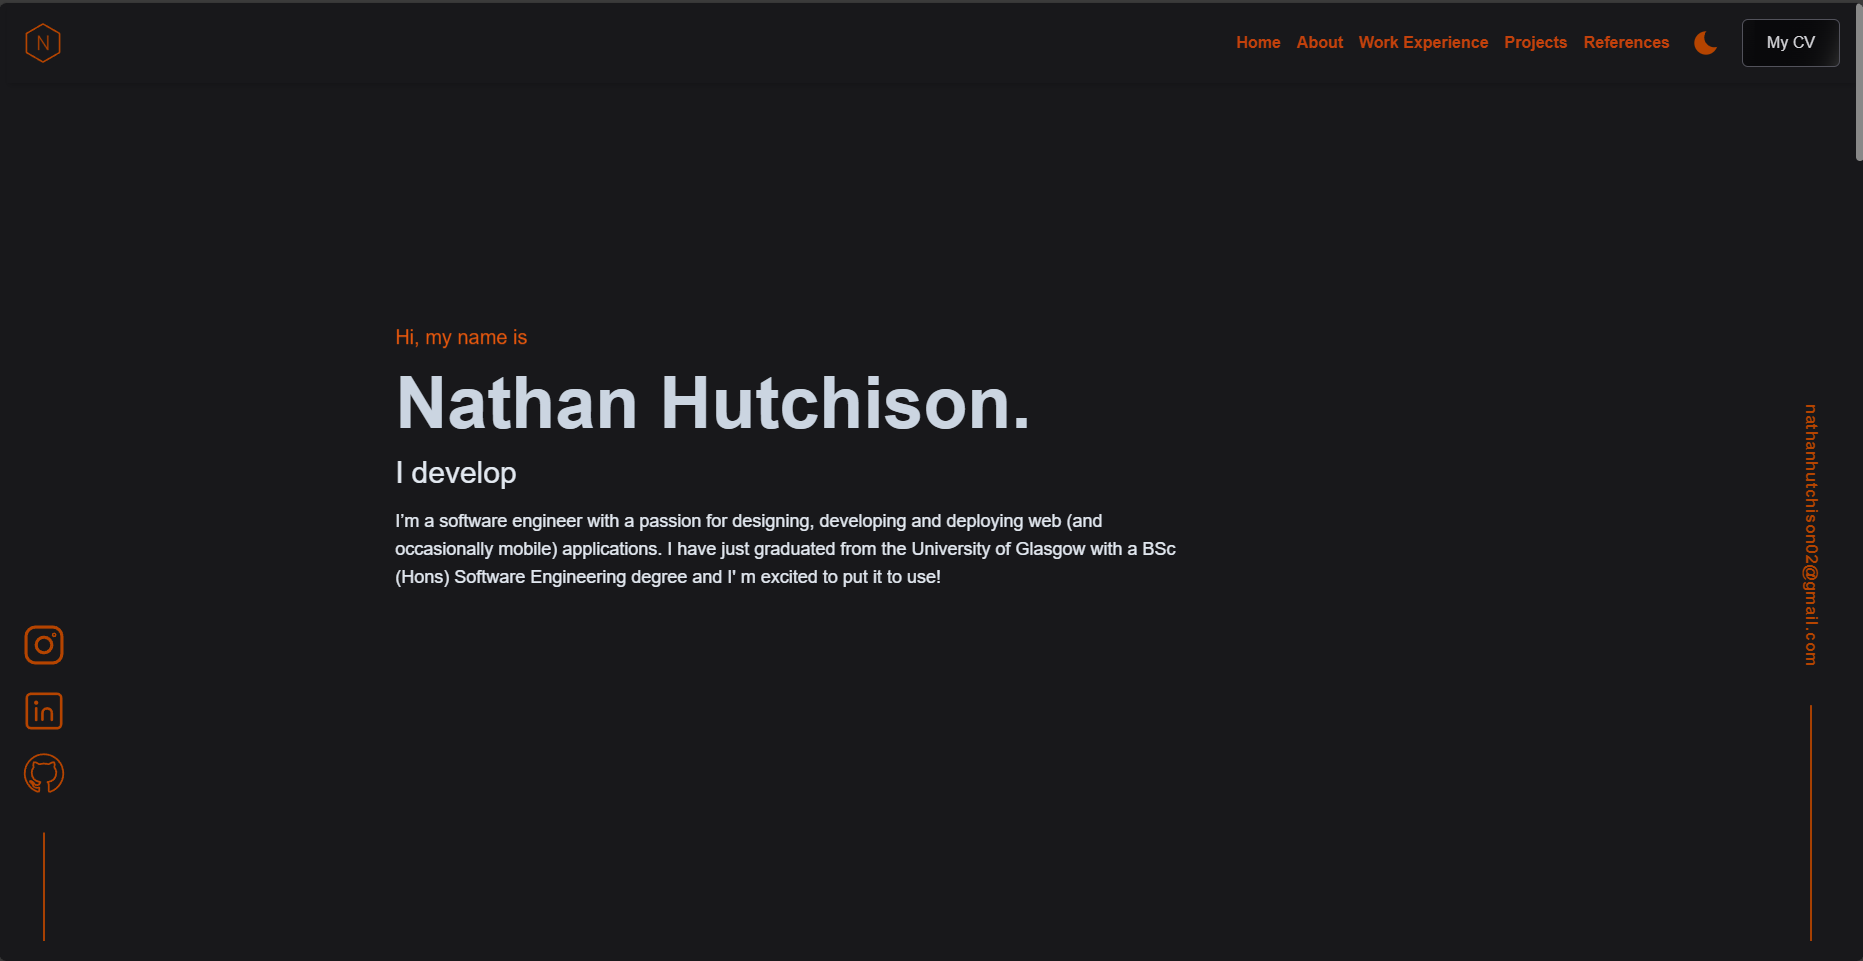 N
Home About Work Experience Projects References My CV
Hi, my name is
Nathan Hutchison.
I develop
I’m a software engineer with a passion for designing, developing and deploying web (and
occasionally mobile) applications. I have just graduated from the University of Glasgow with a BSc
(Hons) Software Engineering degree and I' m excited to put it to use!
nathanhutchison02@gmail.com
in